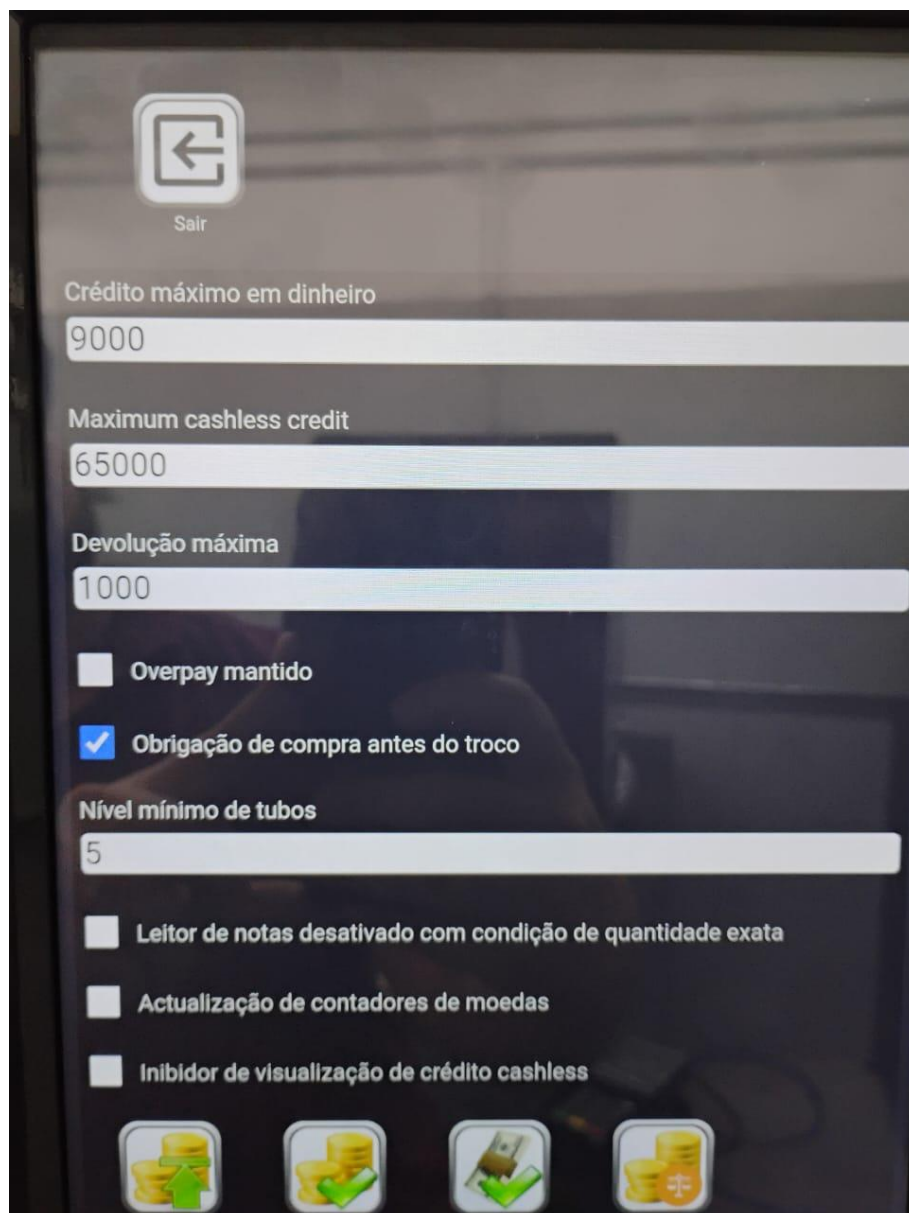 Sair
Crédito máximo em dinheiro
9000
Maximum cashless credit
65000
Devolução máxima
1000
Overpay mantido
Obrigação de compra antes do troco
Nível mínimo de tubos
5
Leitor de notas desativado com condição de quantidade exata
Actualização de contadores de moedas
Inibidor de visualização de crédito cashless